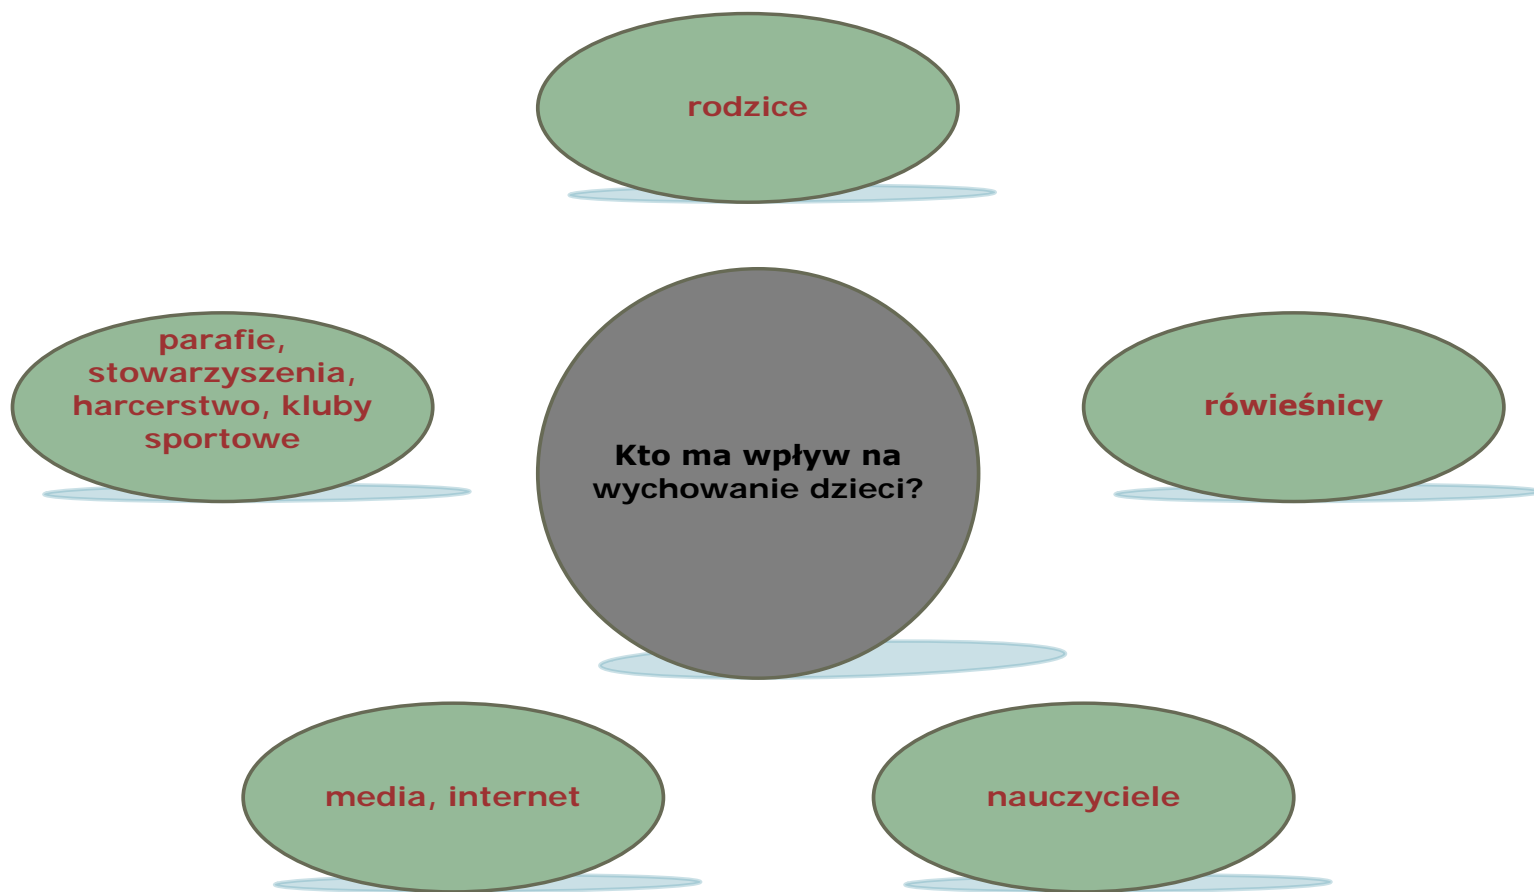 rodzice
parafie,
stowarzyszenia,
harcerstwo, kluby
sportowe
rówieśnicy
Kto ma wpływ na
wychowanie dzieci?
media, internet
nauczyciele